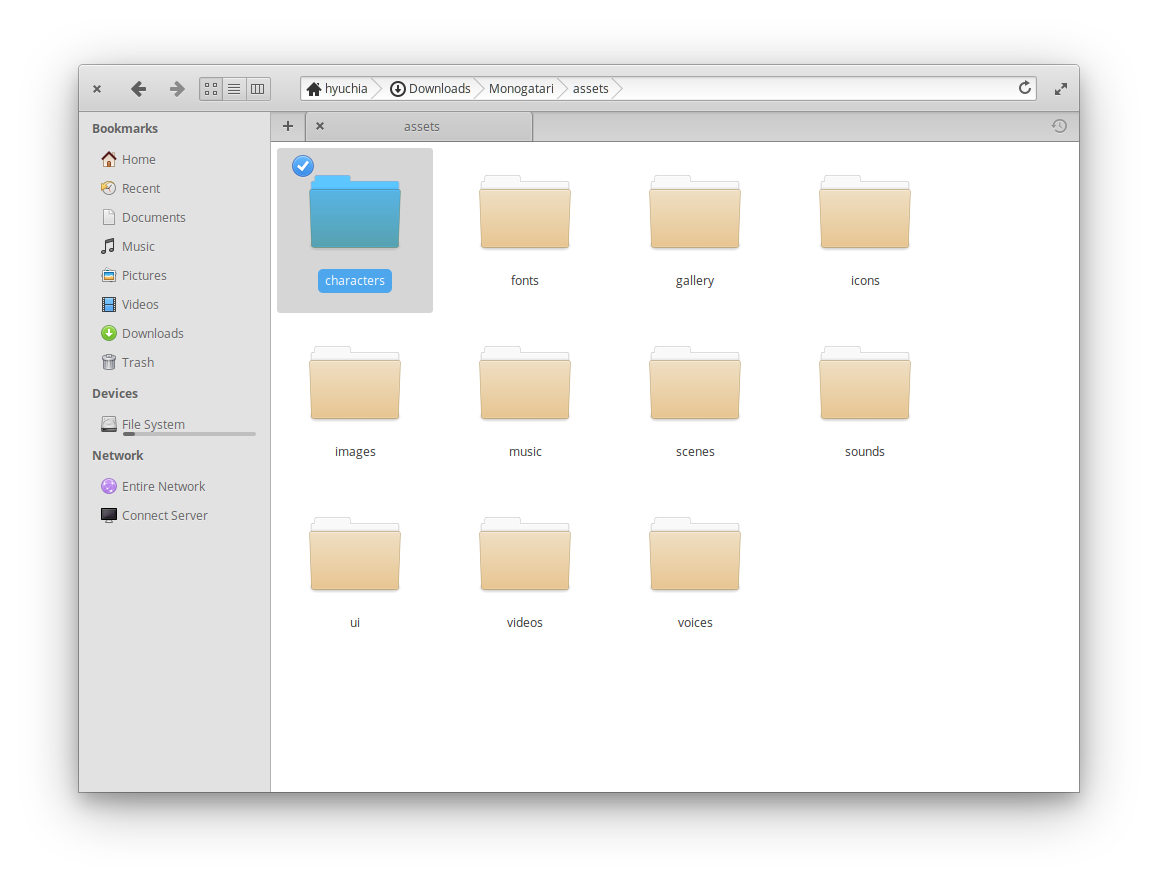 hyuchia Downloads Monogatari assets
assets
Bookmarks
Home
Recent
Documents
Music
Pictures
Videos
Downloads
Trash
Devices
File System
Network
Entire Network
Connect Server
characters fonts gallery icons
images music scenes sounds
ui videos voices